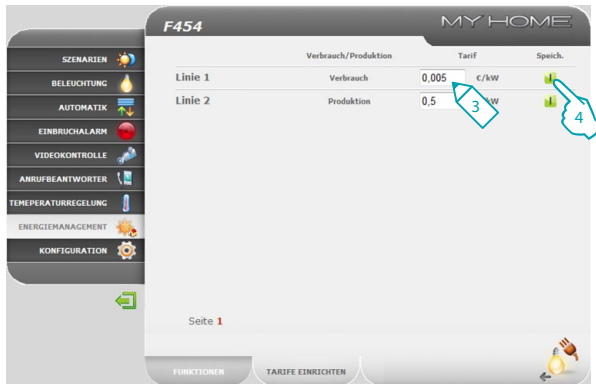 F454
MY HOME
Verbrauch/Produktion Tarif Speich.
Linie 1 Verbrauch 0,005 €/kW
Linie 2 Produktion 0,5
3
4
SZENARIEN
BELEUCHTUNG
AUTOMATIK
EINBRUCHALARM
VIDEOKONTROLLE
ANRUFBEANTWORTER
TEMEPERATURREGELUNG
ENERGIEMANAGEMENT
KONFIGURATION
Seite 1
FUNKTIONEN TARIFE EINRICHTEN